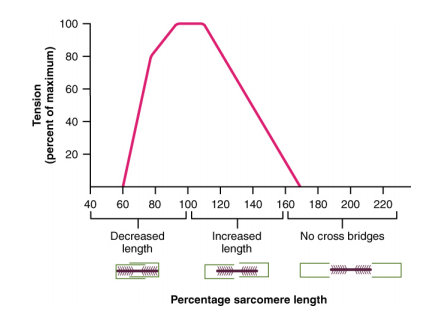 Tension
(percent of maximum)
100
80
60
40
20
40 60 80 100 120 140 160 180 200 220
Decreased
length
Increased
length
No cross bridges
Percentage sarcomere length